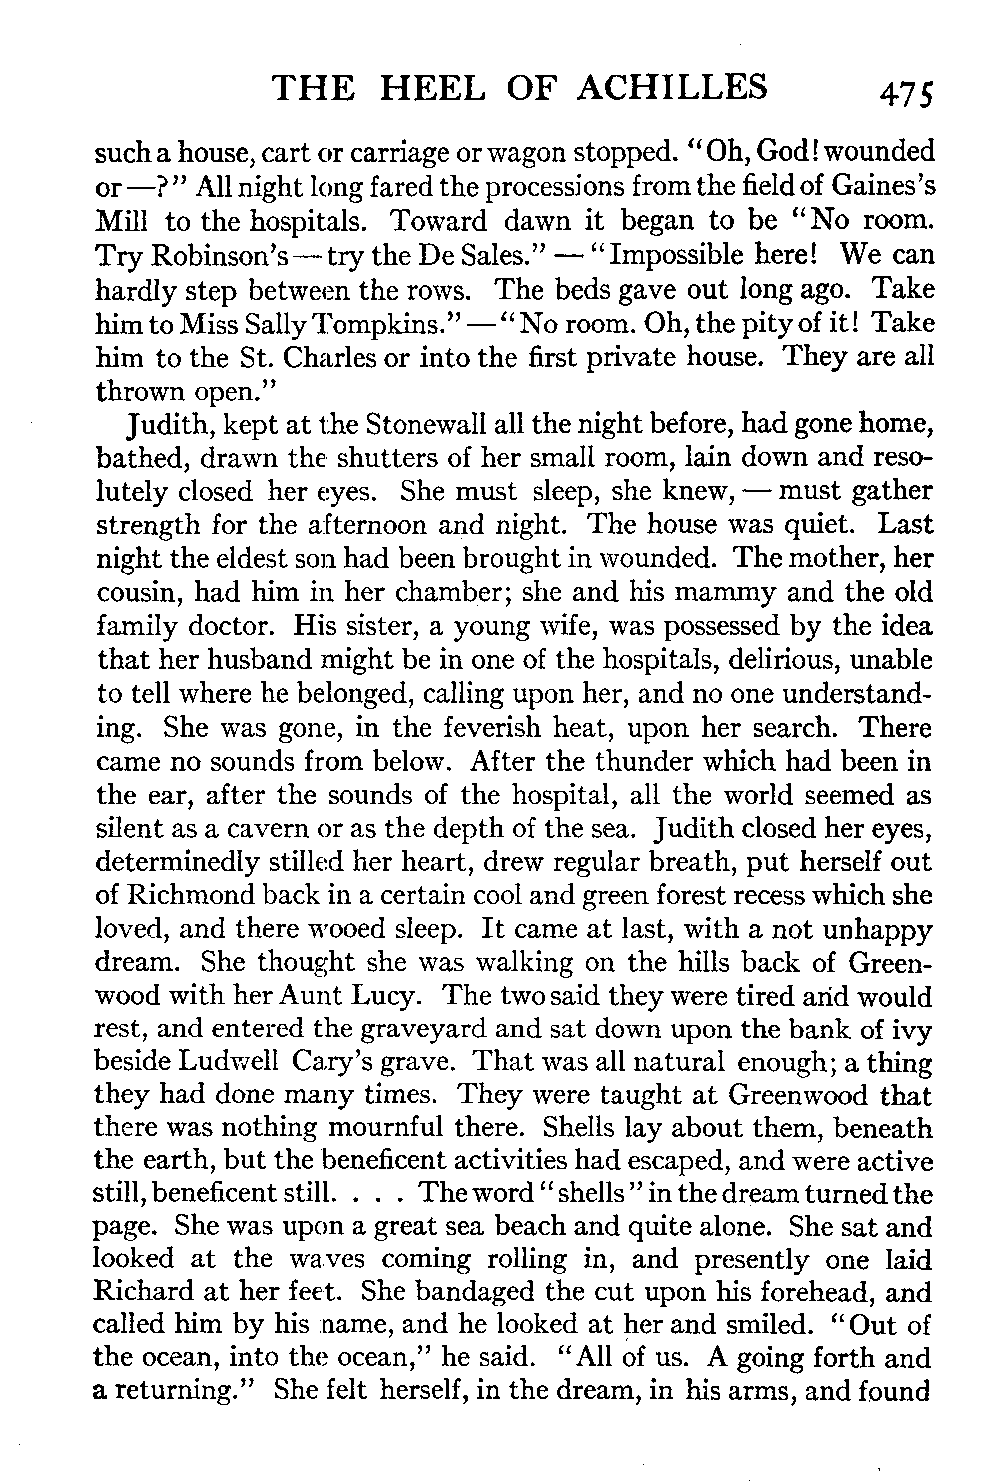 THE HEEL OF ACHILLES 475
such a house, cart or carriage or wagon stopped. "Oh, God! wounded
or—?" All night long fared the processions from the field of Gaines's
Mill to the hospitals. Toward dawn it began to be "No room.
Try Robinson's — try the De Sales." — "Impossible here! We can
hardly step between the rows. The beds gave out long ago. Take
him to Miss Sally Tompkins." — "No room. Oh, the pity of it! Take
him to the St. Charles or into the first private house. They are all
thrown open."
Judith, kept at the Stonewall all the night before, had gone home,
bathed, drawn the shutters of her small room, lain down and reso-
lutely closed her eyes. She must sleep, she knew, — must gather
strength for the afternoon and night. The house was quiet. Last
night the eldest son had been brought in wounded. The mother, her
cousin, had him in her chamber; she and his mammy and the old
family doctor. His sister, a young wife, was possessed by the idea
that her husband might be in one of the hospitals, delirious, unable
to tell where he belonged, calling upon her, and no one understand-
ing. She was gone, in the feverish heat, upon her search. There
came no sounds from below. After the thunder which had been in
the ear, after the sounds of the hospital, all the world seemed as
silent as a cavern or as the depth of the sea. Judith closed her eyes,
determinedly stilled her heart, drew regular breath, put herself out
of Richmond back in a certain cool and green forest recess which she
loved, and there wooed sleep. It came at last, with a not unhappy
dream. She thought she was walking on the hills back of Green-
wood with her Aunt Lucy. The two said they were tired and would
rest, and entered the graveyard and sat down upon the bank of ivy
beside Ludwell Cary's grave. That was all natural enough; a thing
they had done many times. They were taught at Greenwood that
there was nothing mournful there. Shells lay about them, beneath
the earth, but the beneficent activities had escaped, and were active
still, beneficent still. . . . The word "shells" in the dream turned the
page. She was upon a great sea beach and quite alone. She sat and
looked at the waves coming rolling in, and presently one laid
Richard at her feet. She bandaged the cut upon his forehead, and
called him by his name, and he looked at her and smiled. "Out of
the ocean, into the ocean," he said. "All of us. A going forth and
a returning." She felt herself, in the dream, in his arms, and found